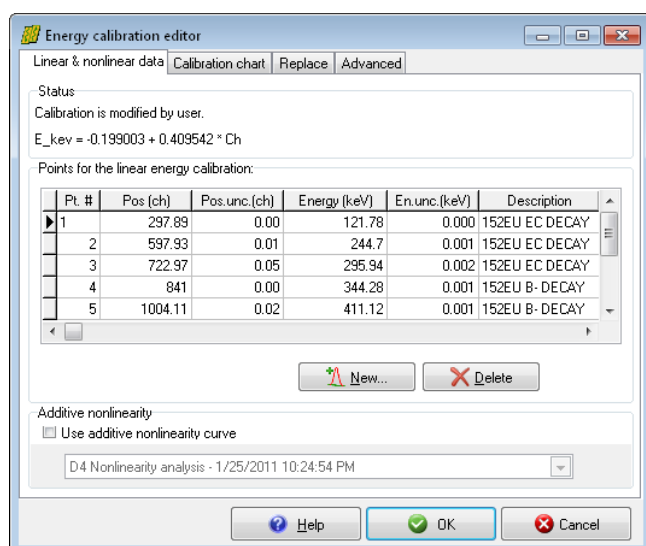 Energy calibration editor
Linear & nonlinear data Calibration chart Replace Advanced
Status
Calibration is modified by user.
E_kev = -0.199003 + 0.409542 * Ch
Points for the linear energy calibration:
Pt. # Pos (ch) Pos.unc.(ch) Energy (keV) En.unc.(keV) Description
1 297.89 0.00 121.78 0.000 152EU EC DECAY
2 597.93 0.01 244.7 0.001 152EU EC DECAY
3 722.97 0.05 295.94 0.002 152EU EC DECAY
4 841 0.00 344.28 0.001 152EU B- DECAY
5 1004.11 0.02 411.12 0.001 152EU B- DECAY
New... Delete
Additive nonlinearity
Use additive nonlinearity curve
D4 Nonlinearity analysis - 1/25/2011 10:24:54 PM
Help OK Cancel